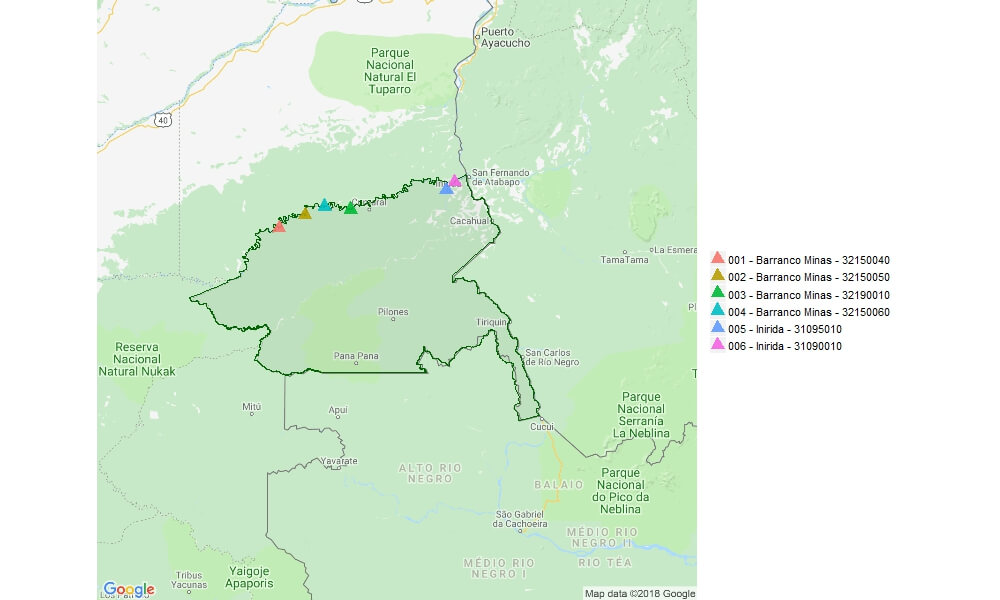 Puerto
Ayacucho
Parque
Nacional
Natural El
Tuparro
40
San Fernando
de Atabapo
Cacahual
La Esmera
TamaTama
Pilones
Tiriquin
Pana Pana
San Carlos
de Río Negro
Reserva
Nacional
Natural Nukak
Mitú
Apui
Cucui
Parque
Nacional
Serranía
La Neblina
Yavarate
ALTO RIO
NEGRO
BALAIO
Parque
Nacional
do Pico da
Neblina
São Gabriel
da Cachoeira
MÉDIO RIO
NEGRO II
MÉDIO RIO
NEGRO I
RIO TÉA
Tribus
Yacunas
Yaigoje
Apaporis
Google
Map data ©2018 Google
001 - Barranco Minas - 32150040
002 - Barranco Minas - 32150050
003 - Barranco Minas - 32190010
004 - Barranco Minas - 32150060
005 - Inirida - 31095010
006 - Inirida - 31090010